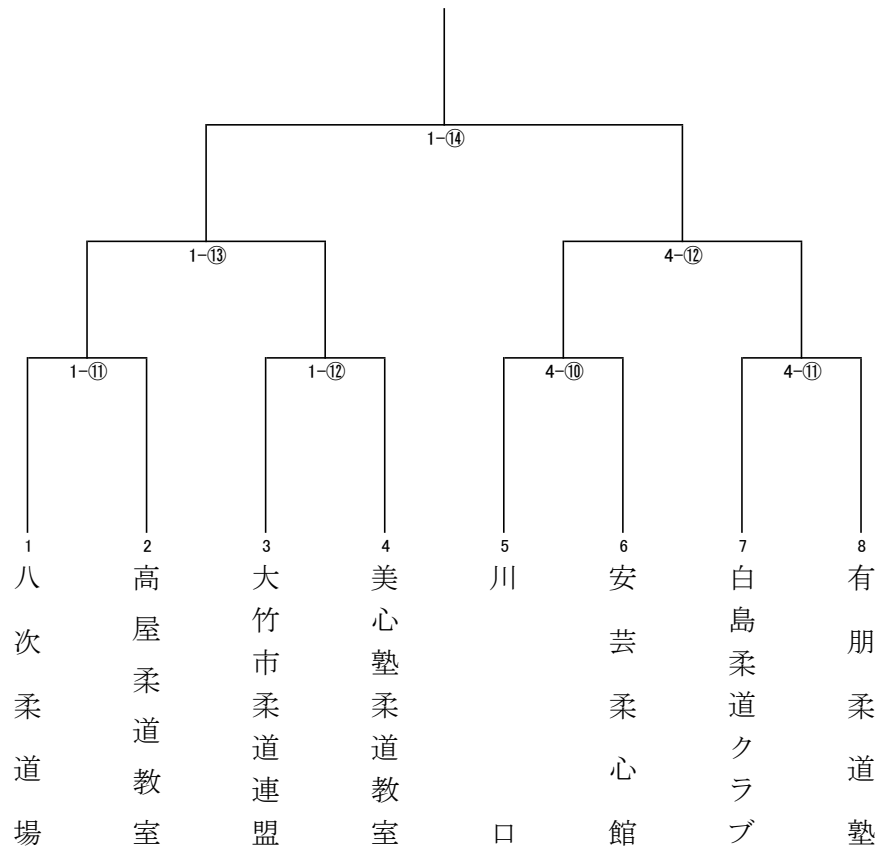 1-⑭
1-⑬
4-⑫
1-⑪
1-⑫
4-⑩
4-⑪
1
2
3
4
5
6
7
8
八次柔道場
高屋柔道教室
大竹市柔道連盟
美心塾柔道教室
川口
安芸柔心館
白島柔道クラブ
有朋柔道塾